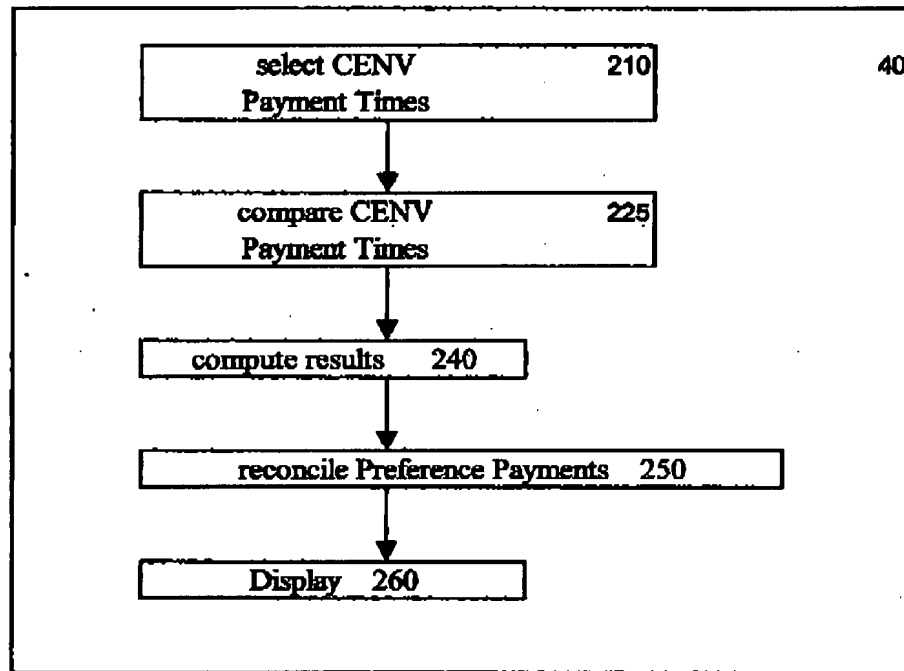 select CENV 210 40
Payment Times
compare CENV 225
Payment Times
compute results 240
reconcile Preference Payments 250
Display 260